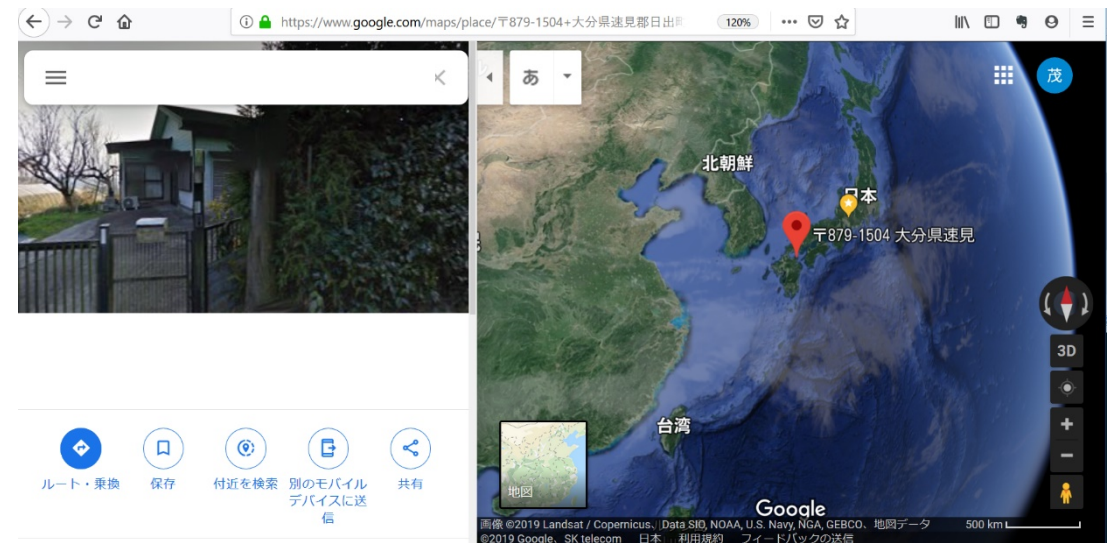 https://www.google.com/maps/place/〒879-1504+大分県速見郡日出
120%
あ
茂
北朝鮮
日本
〒879-1504 大分県速見
台湾
3D
ルート・乗換
保存
付近を検索
別のモバイル
デバイスに送
信
共有
地図
Google
画像 ©2019 Landsat / Copernicus、Data SIO, NOAA, U.S. Navy, NGA, GEBCO、地図データ
©2019 Google、SK telecom 日本 利用規約 フィードバックの送信
500 km